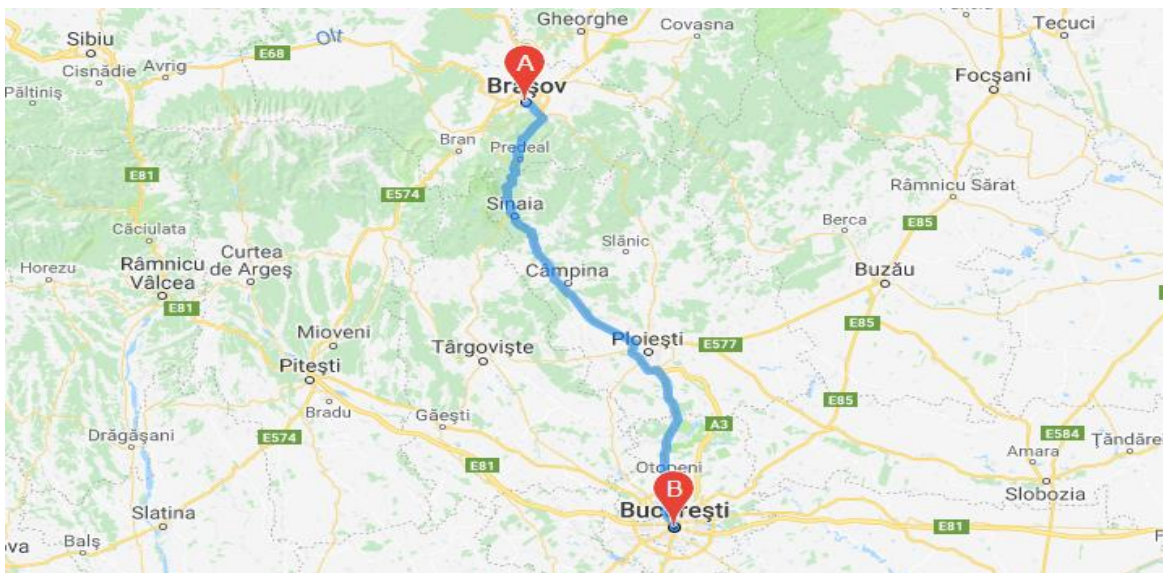 Gheorghe
Covasna
Tecuci
Sibiu
Olt
E68
A
Cisnădie
Avrig
Focșani
Păltiniș
Brașov
Bran
Predeal
E81
E574
Râmnicu Sărat
Sinaia
Berca
E85
Căciulata
Slănic
Curtea
de Argeș
Horezu
Râmnicu
Vâlcea
Câmpina
Buzău
E81
E85
Mioveni
Ploiești
E577
Târgoviște
Pitești
Bradu
Găești
E85
A3
Drăgășani
E574
E584
Țăndăre
Amara
E81
Otopeni
B
Slobozia
București
Slatina
E81
Balș
ova